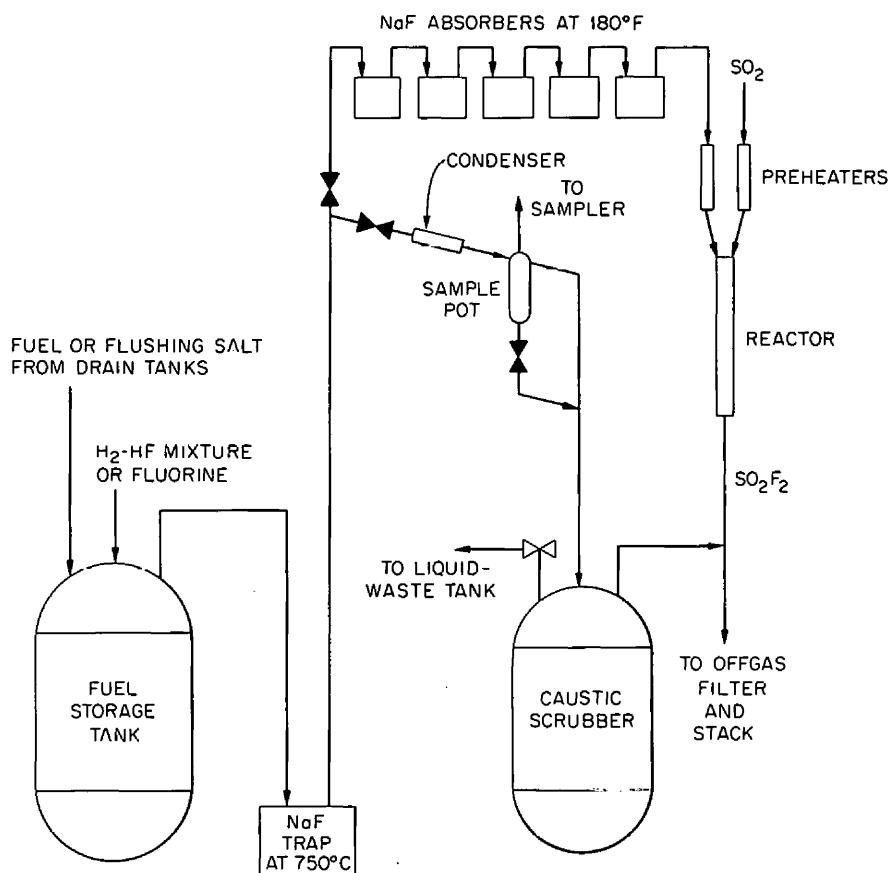 NaF ABSORBERS AT 180°F
SO2
CONDENSER
TO
SAMPLER
PREHEATERS
SAMPLE
POT
REACTOR
FUEL OR FLUSHING SALT
FROM DRAIN TANKS
H2-HF MIXTURE
OR FLUORINE
SO2F2
TO LIQUID-
WASTE TANK
TO OFFGAS
FILTER
AND
STACK
FUEL
STORAGE
TANK
CAUSTIC
SCRUBBER
NaF
TRAP
AT 750°C